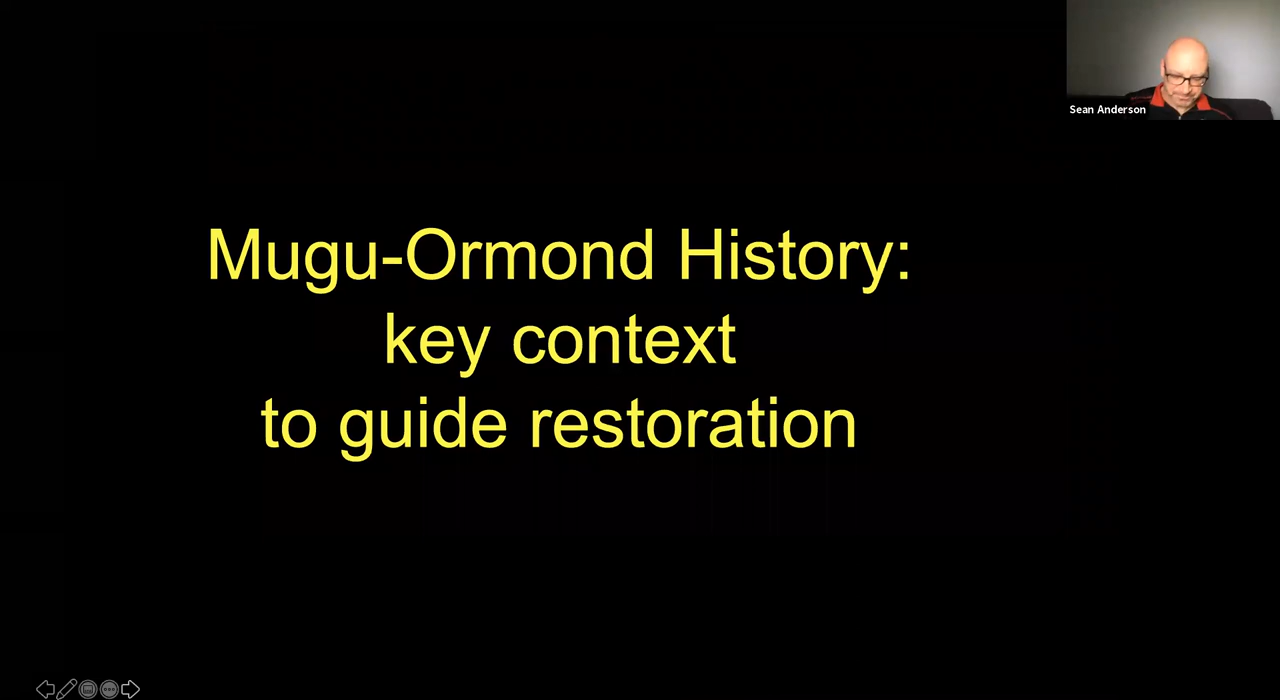 Sean Anderson
Mugu-Ormond History:
key context
to guide restoration